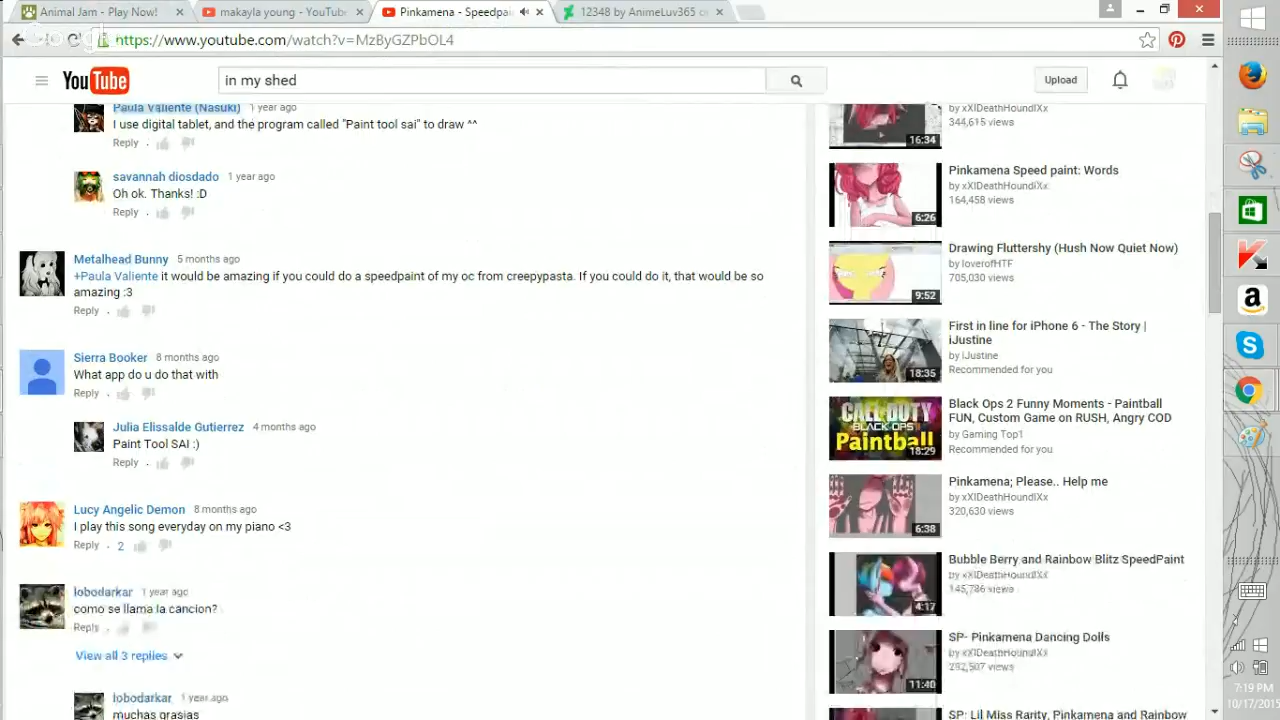 Animal Jam - Play Now!
makayla young - YouTube
Pinkamena - Speedpai
12348 by AnimeLuv365 on
https://www.youtube.com/watch?v=MzByGZPbOL4
YouTube
in my shed
Upload
Paula Valiente (Nasuki) 1 year ago
I use digital tablet, and the program called "Paint tool sai" to draw ^^
Reply ·
savannah diosdado 1 year ago
Oh ok. Thanks! :D
Reply ·
Metalhead Bunny 5 months ago
+Paula Valiente it would be amazing if you could do a speedpaint of my oc from creepypasta. If you could do it, that would be so
amazing :3
Reply ·
Sierra Booker 8 months ago
What app do u do that with
Reply ·
Julia Elissalde Gutierrez 4 months ago
Paint Tool SAI :)
Reply ·
Lucy Angelic Demon 8 months ago
I play this song everyday on my piano <3
Reply · 2
lobodarkar 1 year ago
como se llama la cancion?
Reply ·
View all 3 replies
lobodarkar 1 year ago
muchas grasias
by xXIDeathHoundIXx
344,615 views
16:34
Pinkamena Speed paint: Words
by xXIDeathHoundIXx
164,458 views
6:26
Drawing Fluttershy (Hush Now Quiet Now)
by loverofHTF
705,030 views
9:52
First in line for iPhone 6 - The Story |
iJustine
by iJustine
Recommended for you
18:35
Black Ops 2 Funny Moments - Paintball
FUN, Custom Game on RUSH, Angry COD
by Gaming Top1
Recommended for you
CALL DUTY
BLACK OPS
Paintball
18:29
Pinkamena; Please.. Help me
by xXIDeathHoundIXx
320,630 views
6:38
Bubble Berry and Rainbow Blitz SpeedPaint
by xXIDeathHoundIXx
145,786 views
4:17
SP- Pinkamena Dancing Dolls
by xXIDeathHoundIXx
views
11:40
SP: Lil Miss Rarity, Pinkamena and Rainbow
7:19 PM
10/17/201